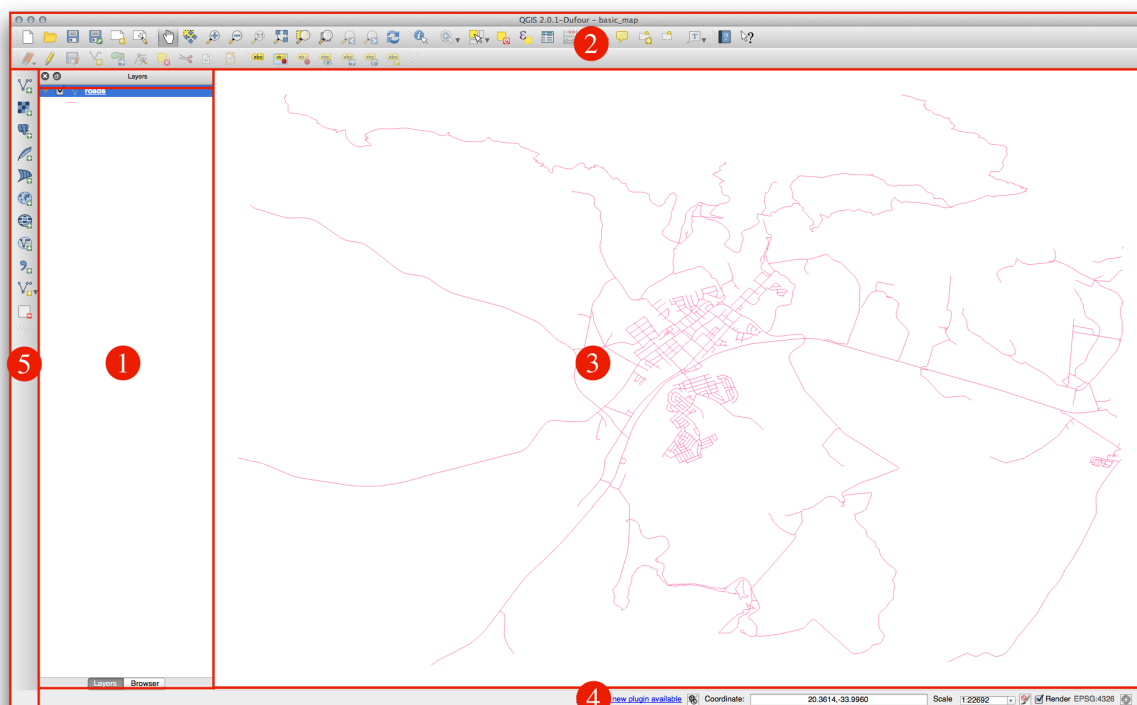 QGIS 2.0.1-Dufour - basic_map
2
Layers
roads
5
1
3
Layers Browser
4
new plugin available Coordinate: 20.3614,-33.9960 Scale 1:22692 Render EPSG:4326